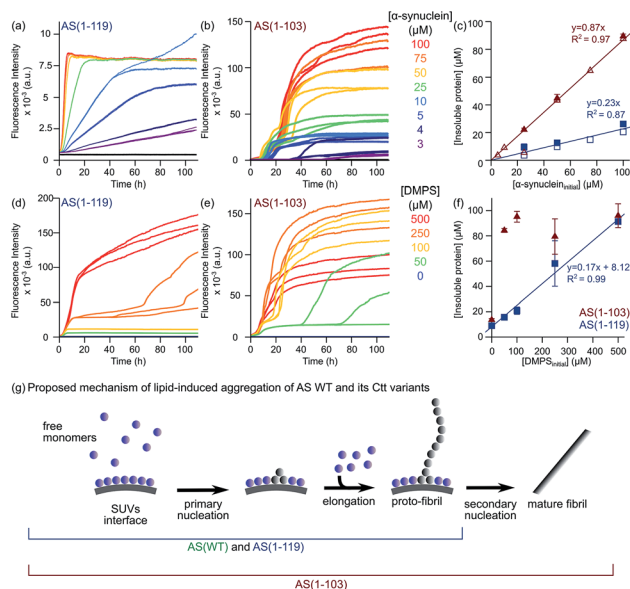 (a) AS(1-119)
Fluorescence Intensity
x 10-3 (a.u.)
10
7.5
5.0
2.5
0
0 20 40 60 80 100
Time (h)
(b) AS(1-103)
Fluorescence Intensity
x 10-3 (a.u.)
150
100
50
0
0 20 40 60 80 100
Time (h)
[α-synuclein]
(μM)
100
75
50
25
10
5
4
3
(c)
[Insoluble protein] (μM)
100
80
60
40
20
0
y=0.87x
R2 = 0.97
y=0.23x
R2 = 0.87
0 20 40 60 80 100
[α-synucleininitial] (μM)
(d) AS(1-119)
Fluorescence Intensity
x 10-3 (a.u.)
200
150
100
50
0
0 20 40 60 80 100
Time (h)
(e) AS(1-103)
Fluorescence Intensity
x 10-3 (a.u.)
150
100
50
0
0 20 40 60 80 100
Time (h)
[DMPS]
(μM)
500
250
100
50
0
(f)
[Insoluble protein] (μM)
100
80
60
40
20
0
y=0.17x + 8.12
R2 = 0.99
AS(1-103)
AS(1-119)
0 100 200 300 400 500
[DMPSinitial] (μM)
(g) Proposed mechanism of lipid-induced aggregation of AS WT and its Ctt variants
free
monomers
SUVs
interface
primary
nucleation
elongation
proto-fibril
secondary
nucleation
mature fibril
AS(WT) and AS(1-119)
AS(1-103)